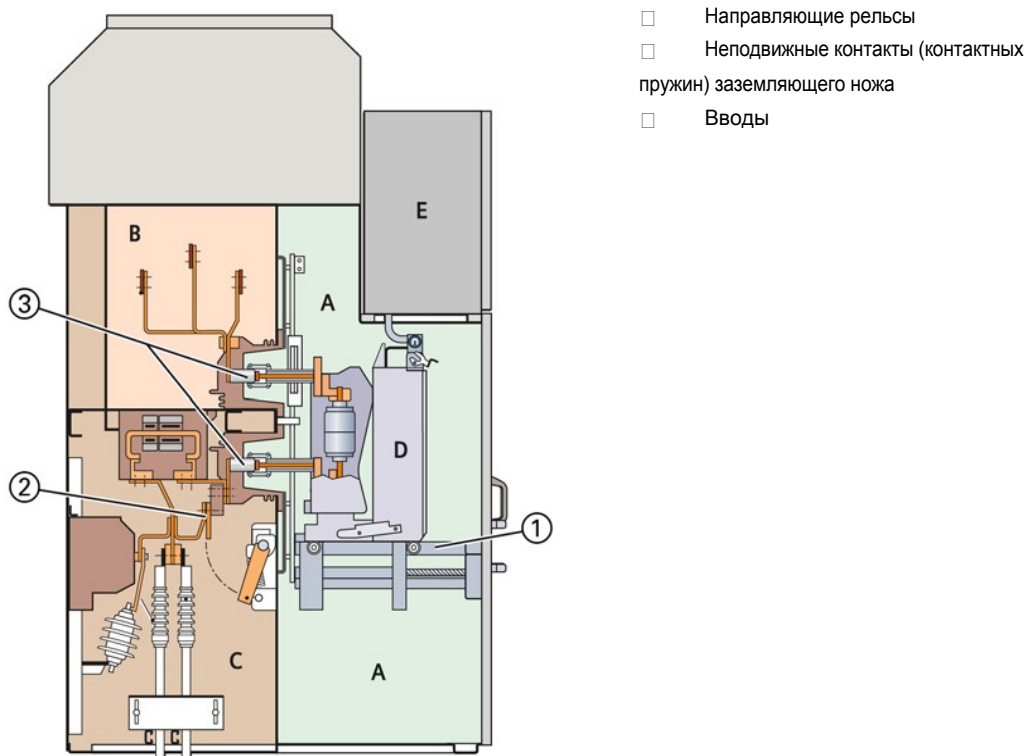 □ Направляющие рельсы
□ Неподвижные контакты (контактных
пружин) заземляющего ножа
□ Вводы
E
B
A
3
D
2
1
C
A
C C